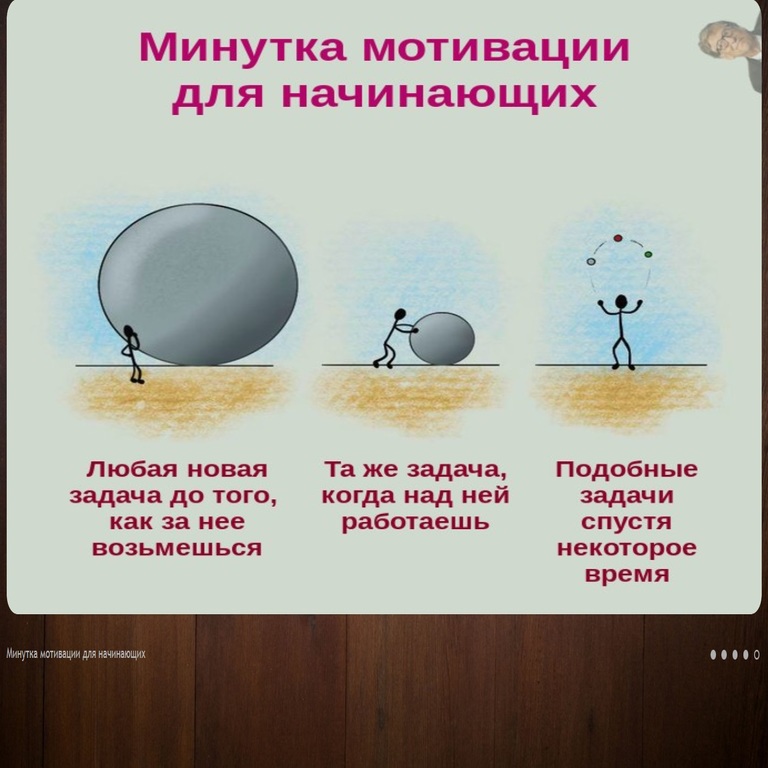 Минутка мотивации
для начинающих
Любая новая
задача до того,
как за нее
возьмешься
Та же задача,
когда над ней
работаешь
Подобные
задачи
спустя
некоторое
время
Минутка мотивации для начинающих